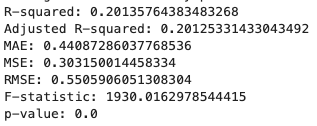 R-squared: 0.20135764383483268
Adjusted R-squared: 0.20125331433043492
MAE: 0.44087286037768536
MSE: 0.303150014458334
RMSE: 0.5505906051308304
F-statistic: 1930.0162978544415
p-value: 0.0